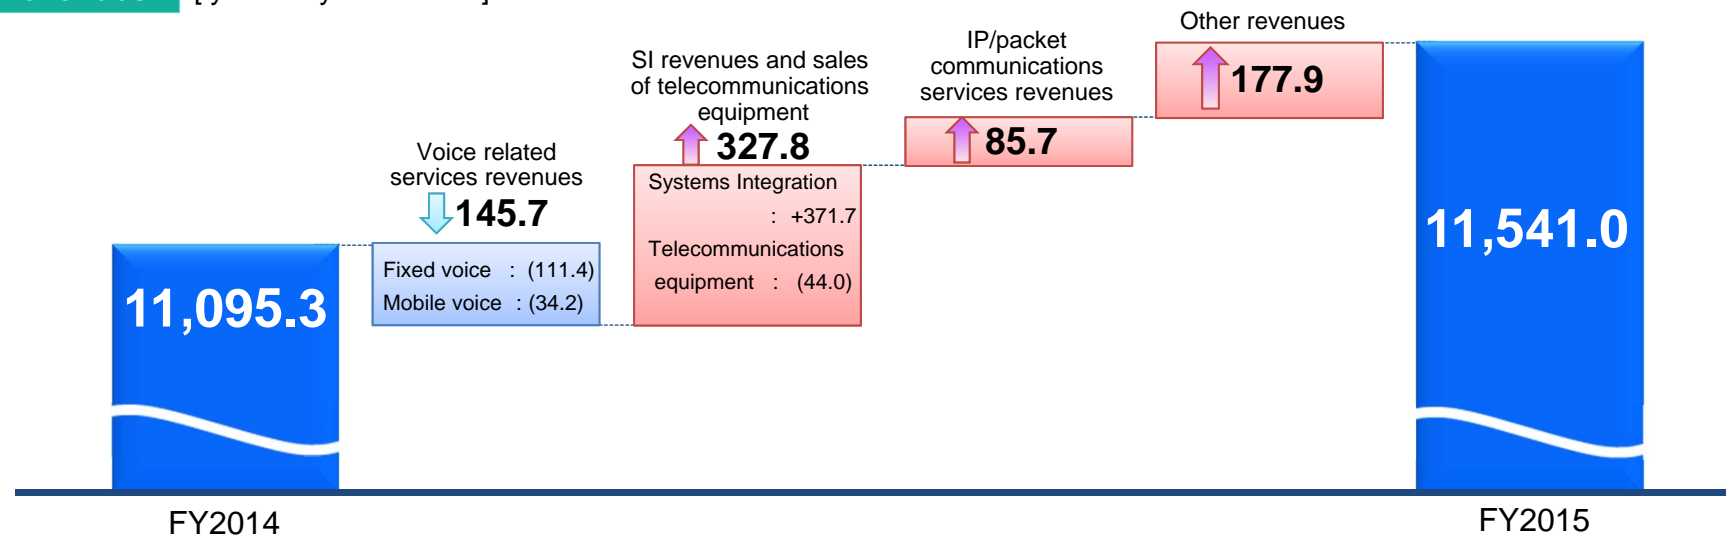 Voice related
services revenues
145.7
Fixed voice : (111.4)
Mobile voice : (34.2)
SI revenues and sales
of telecommunications
equipment
327.8
Systems Integration
: +371.7
Telecommunications
equipment : (44.0)
IP/packet
communications
services revenues
85.7
Other revenues
177.9
11,095.3
11,541.0
FY2014
FY2015